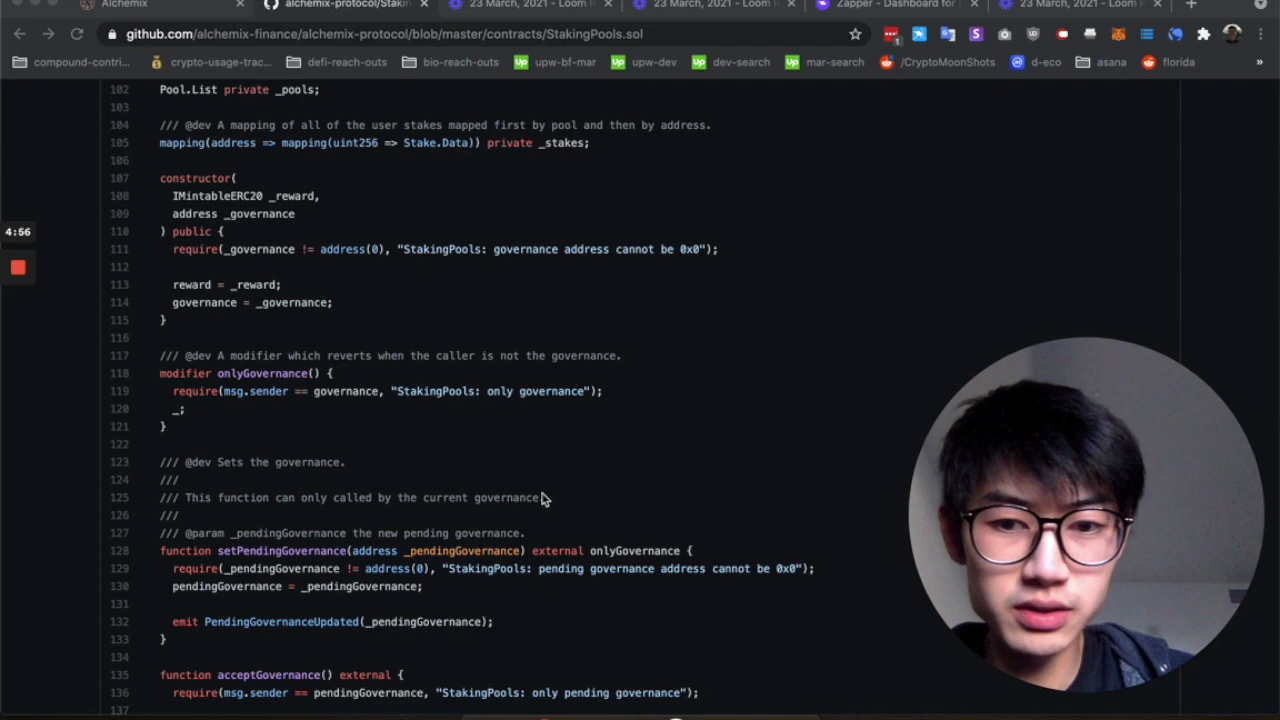 Alchemix
alchemix-protocol/Stakin
23 March, 2021 - Loom R
23 March, 2021 - Loom R
Zapper - Dashboard for
23 March, 2021 - Loom R
github.com/alchemix-finance/alchemix-protocol/blob/master/contracts/StakingPools.sol
compound-contri...
crypto-usage-trac...
defi-reach-outs
bio-reach-outs
Up upw-bf-mar
Up upw-dev
Up dev-search
Up mar-search
/CryptoMoonShots
d-eco
asana
florida
»
4:56
102 Pool.List private _pools;
103
104 /// @dev A mapping of all of the user stakes mapped first by pool and then by address.
105 mapping(address => mapping(uint256 => Stake.Data)) private _stakes;
106
107 constructor(
108 IMintableERC20 _reward,
109 address _governance
110 ) public {
111 require(_governance != address(0), "StakingPools: governance address cannot be 0x0");
112
113 reward = _reward;
114 governance = _governance;
115 }
116
117 /// @dev A modifier which reverts when the caller is not the governance.
118 modifier onlyGovernance() {
119 require(msg.sender == governance, "StakingPools: only governance");
120 _;
121 }
122
123 /// @dev Sets the governance.
124 ///
125 /// This function can only called by the current governance.
126 ///
127 /// @param _pendingGovernance the new pending governance.
128 function setPendingGovernance(address _pendingGovernance) external onlyGovernance {
129 require(_pendingGovernance != address(0), "StakingPools: pending governance address cannot be 0x0");
130 pendingGovernance = _pendingGovernance;
131
132 emit PendingGovernanceUpdated(_pendingGovernance);
133 }
134
135 function acceptGovernance() external {
136 require(msg.sender == pendingGovernance, "StakingPools: only pending governance");
137